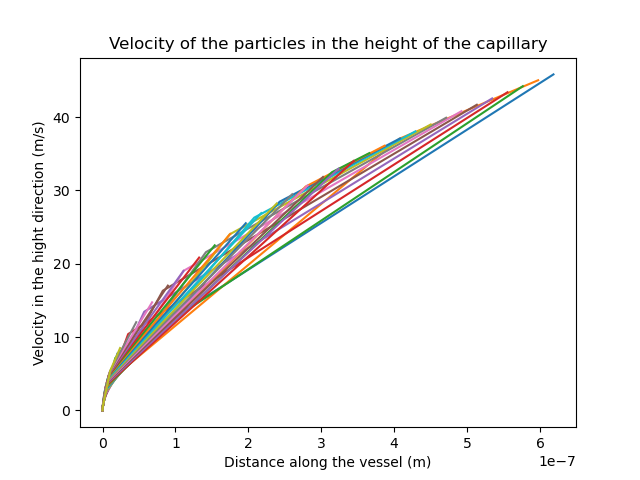 Velocity of the particles in the height of the capillary
Velocity in the hight direction (m/s)
40
30
20
10
0
0 1 2 3 4 5 6
1e−7
Distance along the vessel (m)